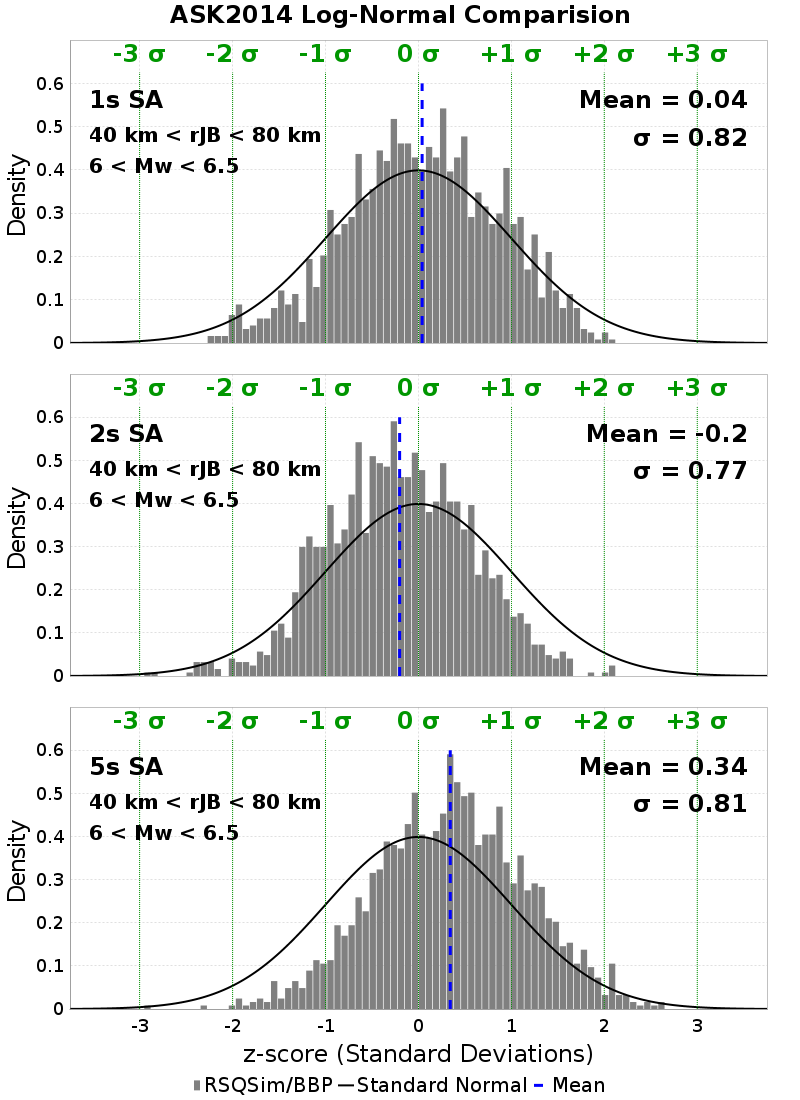 ASK2014 Log-Normal Comparision
-3 σ -2 σ -1 σ 0 σ +1 σ +2 σ +3 σ
0.6
1s SA Mean = 0.04
0.5
40 km < rJB < 80 km σ = 0.82
6 < Mw < 6.5
0.4
0.3
0.2
0.1
0
Density
-3 σ -2 σ -1 σ 0 σ +1 σ +2 σ +3 σ
0.6
2s SA Mean = -0.2
0.5
40 km < rJB < 80 km σ = 0.77
6 < Mw < 6.5
0.4
0.3
0.2
0.1
0
Density
-3 σ -2 σ -1 σ 0 σ +1 σ +2 σ +3 σ
0.6
5s SA Mean = 0.34
0.5
40 km < rJB < 80 km σ = 0.81
6 < Mw < 6.5
0.4
0.3
0.2
0.1
0
Density
-3 -2 -1 0 1 2 3
z-score (Standard Deviations)
RSQSim/BBP Standard Normal Mean